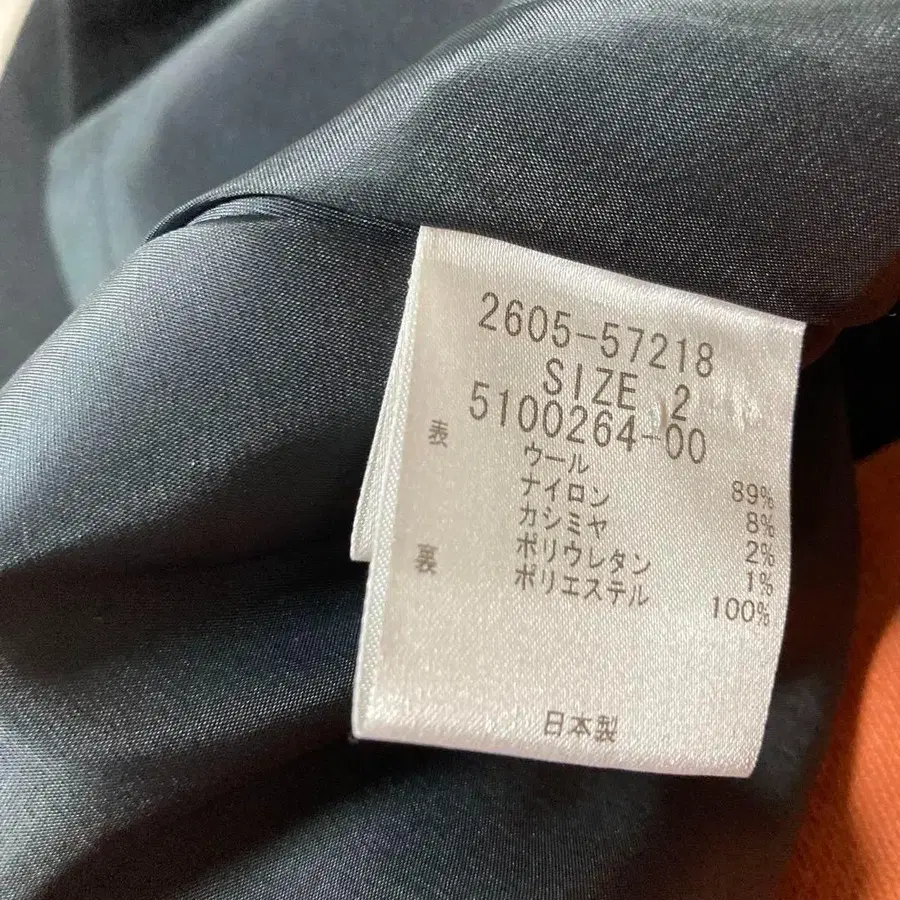 2605-57218
SIZE 2
5100264-00
表 ウール 89%
ナイロン 8%
カシミヤ 2%
ポリウレタン 1%
裏 ポリエステル 100%
日本製